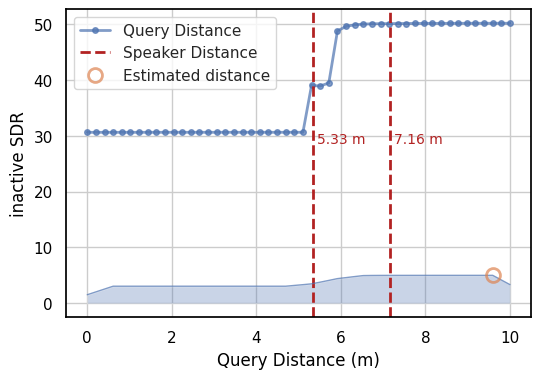 50
40
30
20
10
0
inactive SDR
Query Distance
Speaker Distance
Estimated distance
5.33 m
7.16 m
0 2 4 6 8 10
Query Distance (m)